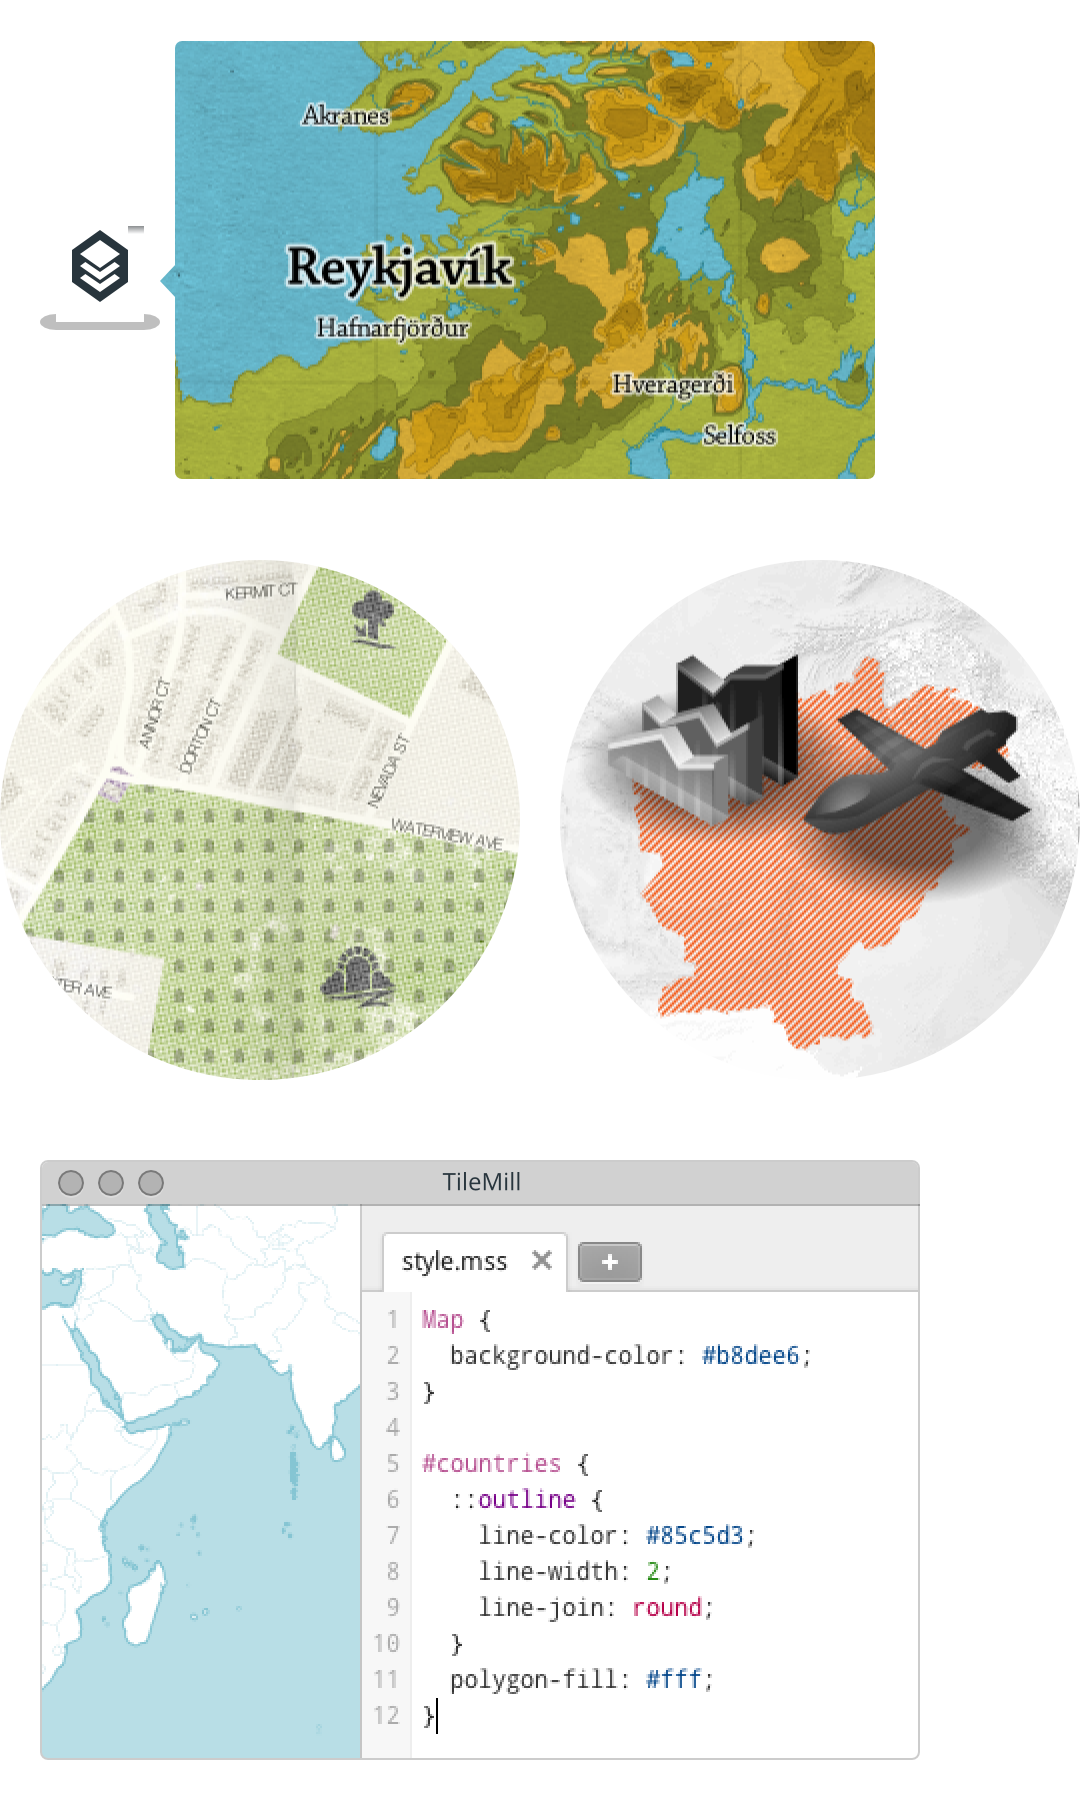 Akranes
Reykjavík
Hafnarfjörður
Hveragerði
Selfoss
KERMIT CT
ANNOR CT
DORTON CT
NEVADA ST
WATERVIEW AVE
TER AVE
TileMill
style.mss
1 Map {
2 background-color: #b8dee6;
3 }
4
5 #countries {
6 ::outline {
7 line-color: #85c5d3;
8 line-width: 2;
9 line-join: round;
10 }
11 polygon-fill: #fff;
12 }